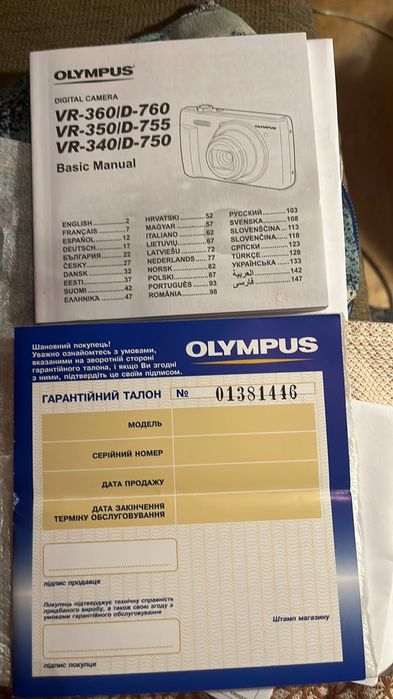 OLYMPUS
DIGITAL CAMERA
VR-360/D-760
VR-350/D-755
VR-340/D-750
Basic Manual
OLYMPUS
ENGLISH 2
FRANÇAIS 7
ESPAÑOL 12
DEUTSCH 17
БЪЛГАРИЯ 22
ČESKY 27
DANSK 32
EESTI 37
SUOMI 42
ΕΛΛΗΝΙΚΑ 47
HRVATSKI 52
MAGYAR 57
ITALIANO 62
LIETUVIŲ 67
LATVIEŠU 72
NEDERLANDS 77
NORSK 82
POLSKI 87
PORTUGUÊS 93
ROMÂNIA 98
РУССКИЙ 103
SVENSKA 108
SLOVENŠČINA 113
SLOVENČINA 118
СРПСКИ 123
TÜRKÇE 128
УКРАЇНСЬКА 133
العربية 142
فارسی 147
Шановний покупець!
Уважно ознайомтесь з умовами,
вказаними на зворотній стороні
гарантійного талона, і якщо Ви згодні
з ними, підтвердіть це своїм підписом.
OLYMPUS
ГАРАНТІЙНИЙ ТАЛОН № 01381446
МОДЕЛЬ
СЕРІЙНИЙ НОМЕР
ДАТА ПРОДАЖУ
ДАТА ЗАКІНЧЕННЯ
ТЕРМІНУ ОБСЛУГОВУВАННЯ
підпис продавця
Покупець підтверджує технічну справність
придбаного виробу, а також свою згоду з
умовами гарантійного обслуговування.
Штамп магазину
підпис покупця